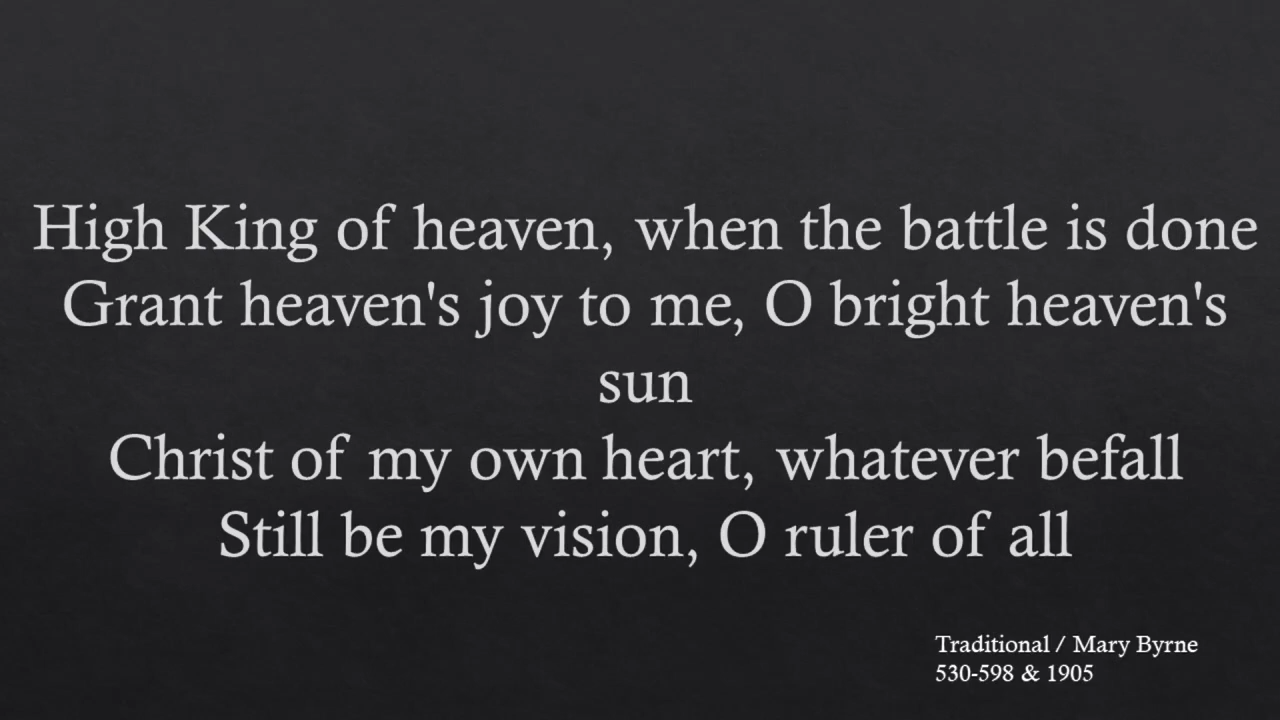 High King of heaven, when the battle is done
Grant heaven's joy to me, O bright heaven's
sun
Christ of my own heart, whatever befall
Still be my vision, O ruler of all
Traditional / Mary Byrne
530-598 & 1905